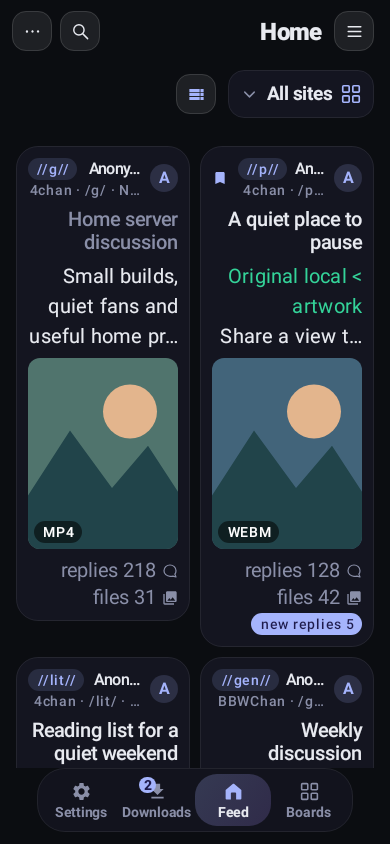 Home
All sites
//g//
Anony...
A
4chan · /g/ · N...
Home server
discussion
Small builds,
quiet fans and
useful home pr...
MP4
replies 218
files 31
//p//
An...
A
4chan · /p...
A quiet place to
pause
Original local <
artwork
Share a view t...
WEBM
replies 128
files 42
new replies 5
//lit//
Anon...
A
4chan · /lit/ · ...
Reading list for a
quiet weekend
//gen//
Ano...
A
BBWChan · /g...
Weekly
discussion
Settings
2
Downloads
Feed
Boards